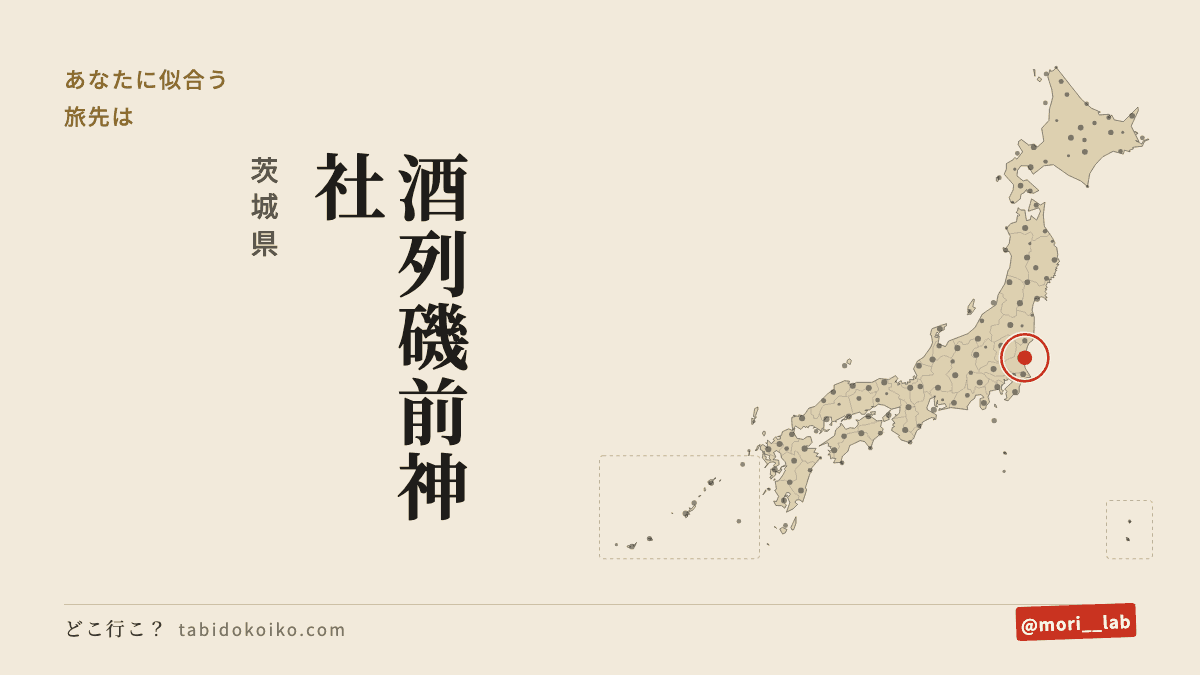 あなたに似合う
旅先は
酒列磯前神
社
茨城県
どこ行こ？ tabidokoiko.com
@mori__lab